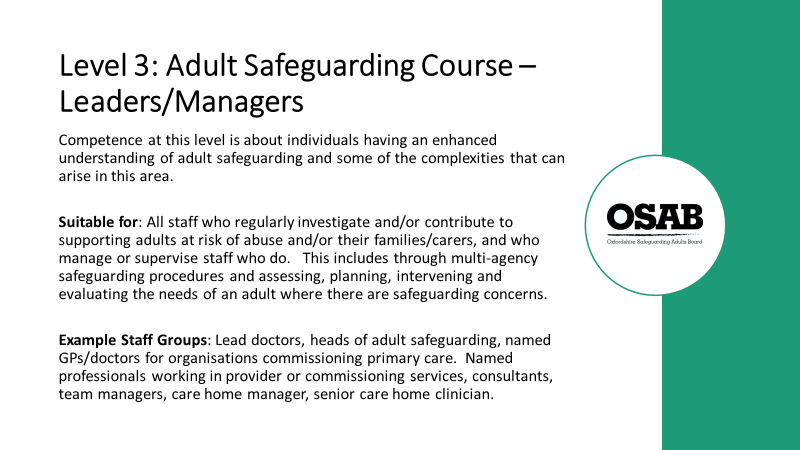 Level 3: Adult Safeguarding Course –
Leaders/Managers
Competence at this level is about individuals having an enhanced
understanding of adult safeguarding and some of the complexities that can
arise in this area.
Suitable for: All staff who regularly investigate and/or contribute to
supporting adults at risk of abuse and/or their families/carers, and who
manage or supervise staff who do.   This includes through multi-agency
safeguarding procedures and assessing, planning, intervening and
evaluating the needs of an adult where there are safeguarding concerns.
Example Staff Groups: Lead doctors, heads of adult safeguarding, named
GPs/doctors for organisations commissioning primary care.  Named
professionals working in provider or commissioning services, consultants,
team managers, care home manager, senior care home clinician.
OSAB
Oxfordshire Safeguarding Adults Board